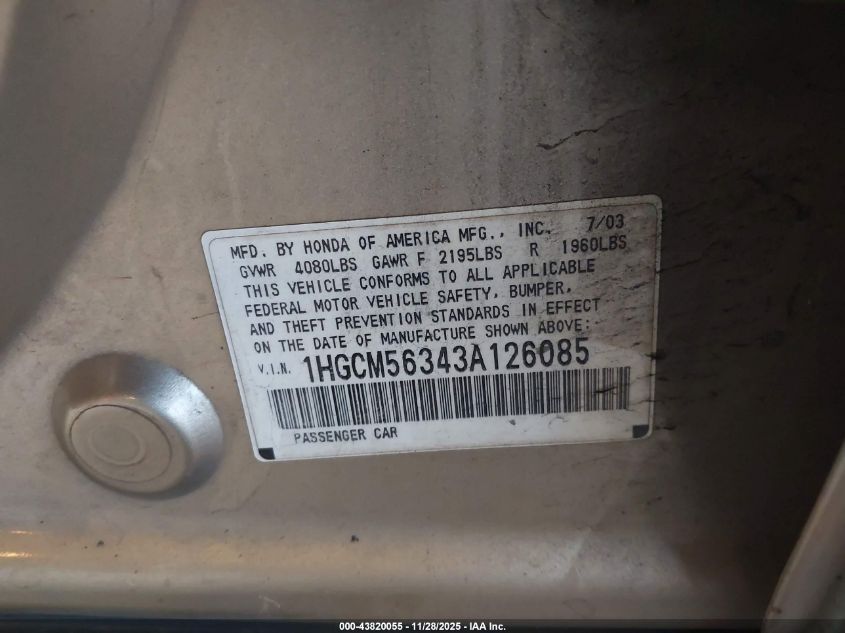 MFD. BY HONDA OF AMERICA MFG., INC. 7/03
GVWR 4080LBS GAWR F 2195LBS R 1960LBS
THIS VEHICLE CONFORMS TO ALL APPLICABLE
FEDERAL MOTOR VEHICLE SAFETY, BUMPER,
AND THEFT PREVENTION STANDARDS IN EFFECT
ON THE DATE OF MANUFACTURE SHOWN ABOVE:
V.I.N. 1HGCM56343A126085
PASSENGER CAR
000-43820055 - 11/28/2025 - IAA Inc.